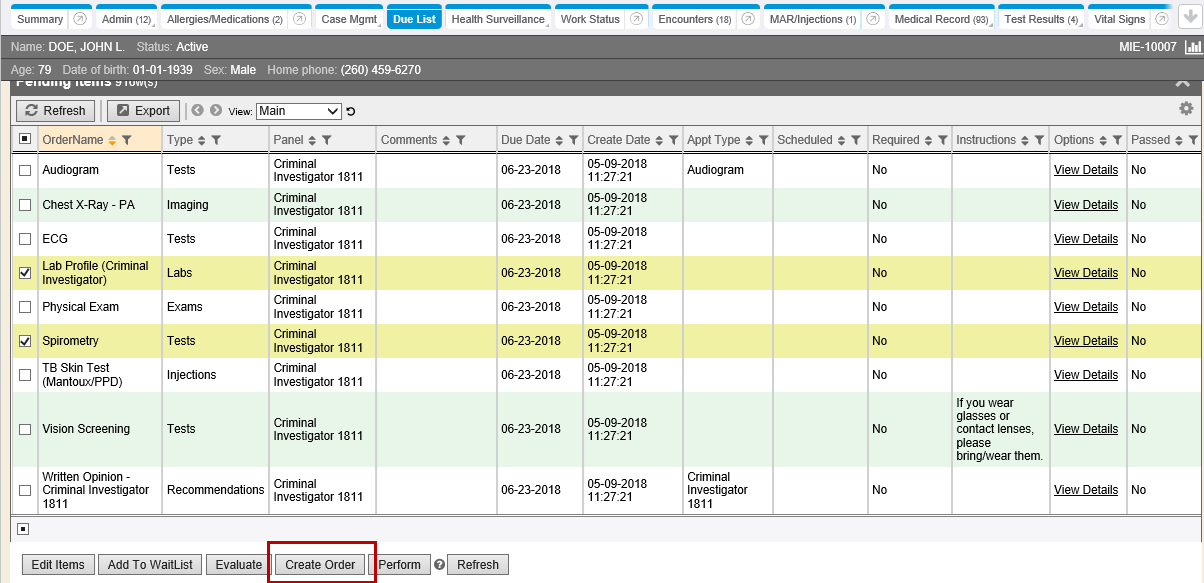 Summary Admin (12) Allergies/Medications (2) Case Mgmt Due List Health Surveillance Work Status Encounters (18) MAR/Injections (1) Medical Record (93) Test Results (4) Vital Signs
Name: DOE, JOHN L. Status: Active MIE-10007
Age: 79 Date of birth: 01-01-1939 Sex: Male Home phone: (260) 459-6270
Pending Items 9 row(s)
Refresh Export View: Main
OrderName Type Panel Comments Due Date Create Date Appt Type Scheduled Required Instructions Options Passed
Audiogram Tests Criminal Investigator 1811 06-23-2018 05-09-2018 11:27:21 Audiogram No View Details No
Chest X-Ray - PA Imaging Criminal Investigator 1811 06-23-2018 05-09-2018 11:27:21 No View Details No
ECG Tests Criminal Investigator 1811 06-23-2018 05-09-2018 11:27:21 No View Details No
Lab Profile (Criminal Investigator) Labs Criminal Investigator 1811 06-23-2018 05-09-2018 11:27:21 No View Details No
Physical Exam Exams Criminal Investigator 1811 06-23-2018 05-09-2018 11:27:21 No View Details No
Spirometry Tests Criminal Investigator 1811 06-23-2018 05-09-2018 11:27:21 No View Details No
TB Skin Test (Mantoux/PPD) Injections Criminal Investigator 1811 06-23-2018 05-09-2018 11:27:21 No View Details No
Vision Screening Tests Criminal Investigator 1811 06-23-2018 05-09-2018 11:27:21 No If you wear glasses or contact lenses, please bring/wear them. View Details No
Written Opinion - Criminal Investigator 1811 Recommendations Criminal Investigator 1811 06-23-2018 05-09-2018 11:27:21 Criminal Investigator 1811 No View Details No
Edit Items Add To WaitList Evaluate Create Order Perform ? Refresh